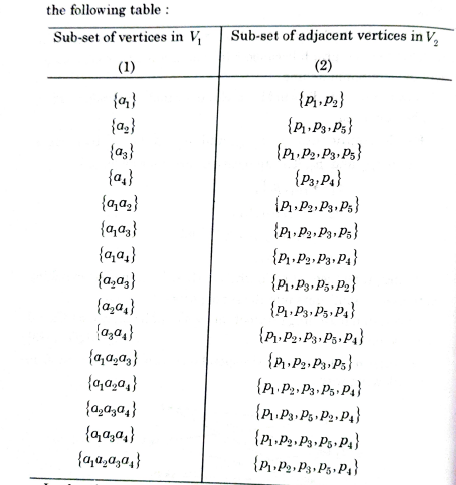 the following table :
Sub-set of vertices in V₁ Sub-set of adjacent vertices in V₂
(1) (2)
{a₁} {p₁, p₂}
{a₂} {p₁, p₃, p₅}
{a₃} {p₁, p₂, p₃, p₅}
{a₄} {p₃, p₄}
{a₁a₂} {p₁, p₂, p₃, p₅}
{a₁a₃} {p₁, p₂, p₃, p₅}
{a₁a₄} {p₁, p₂, p₃, p₄}
{a₂a₃} {p₁, p₃, p₅, p₂}
{a₂a₄} {p₁, p₃, p₅, p₄}
{a₃a₄} {p₁, p₂, p₃, p₅, p₄}
{a₁a₂a₃} {p₁, p₂, p₃, p₅}
{a₁a₂a₄} {p₁, p₂, p₃, p₅, p₄}
{a₂a₃a₄} {p₁, p₃, p₅, p₂, p₄}
{a₁a₃a₄} {p₁, p₂, p₃, p₅, p₄}
{a₁a₂a₃a₄} {p₁, p₂, p₃, p₅, p₄}